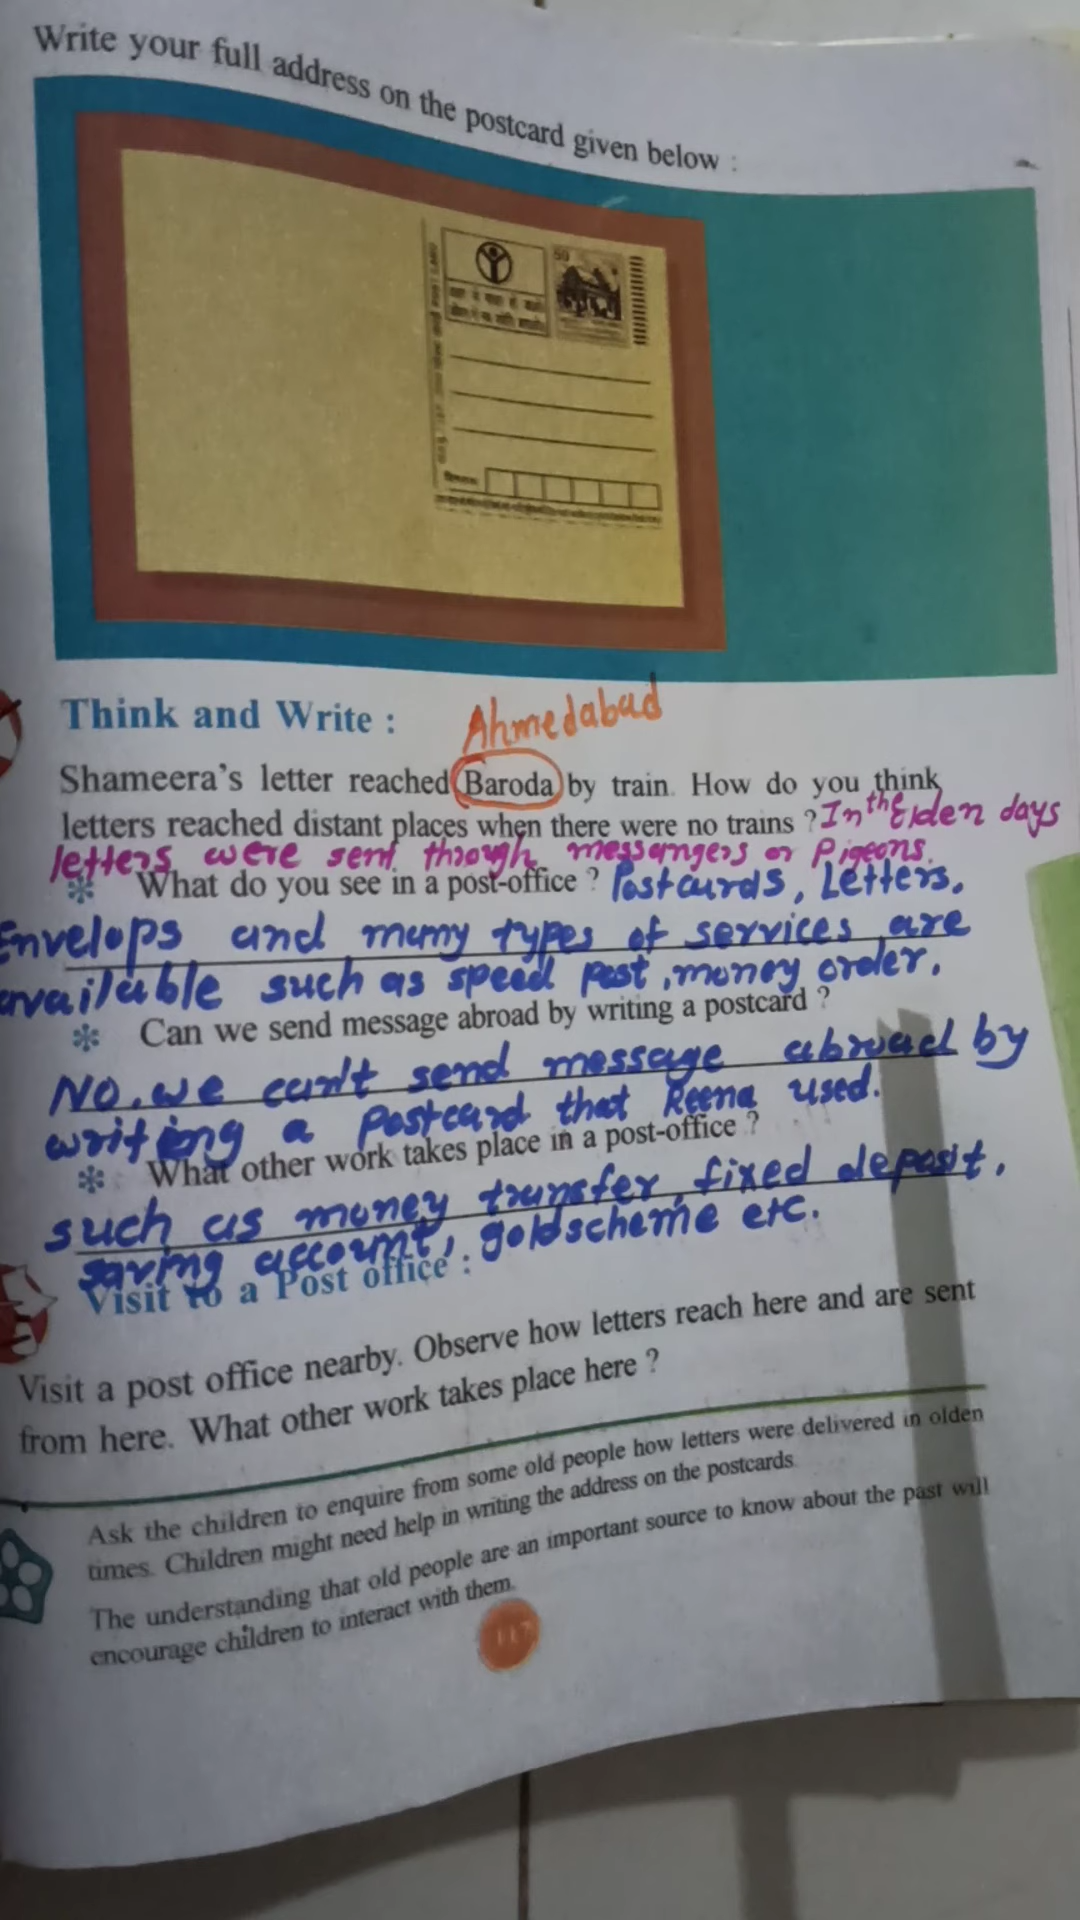 Write your full address on the postcard given below :
50
Think and Write :
Ahmedabad
Shameera's letter reached Baroda by train. How do you think
letters reached distant places when there were no trains ? In the olden days
letters were sent through messangers or Pigeons.
What do you see in a post-office ? Postcards, Letters,
Envelops and many types of services are
available such as speed post, money order.
Can we send message abroad by writing a postcard ?
No, we can't send message abroad by
writing a Postcard that Reena used.
What other work takes place in a post-office ?
such as money transfer, fixed deposit,
saving account, goldscheme etc.
Visit to a Post office :
Visit a post office nearby. Observe how letters reach here and are sent
from here. What other work takes place here ?
Ask the children to enquire from some old people how letters were delivered in olden
times. Children might need help in writing the address on the postcards.
The understanding that old people are an important source to know about the past will
encourage children to interact with them.
117